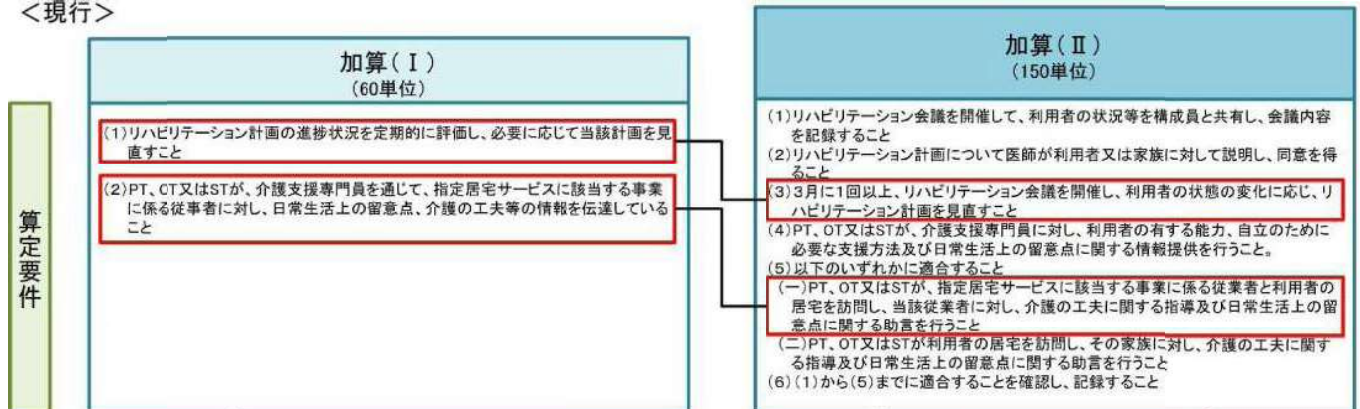 <現行>
加算(Ⅰ)
(60単位)
算定要件
(1)リハビリテーション計画の進捗状況を定期的に評価し、必要に応じて当該計画を見
直すこと
(2)PT、OT又はSTが、介護支援専門員を通じて、指定居宅サービスに該当する事業
に係る従事者に対し、日常生活上の留意点、介護の工夫等の情報を伝達している
こと
加算(Ⅱ)
(150単位)
(1)リハビリテーション会議を開催して、利用者の状況等を構成員と共有し、会議内容
を記録すること
(2)リハビリテーション計画について医師が利用者又は家族に対して説明し、同意を得
ること
(3)3月に1回以上、リハビリテーション会議を開催し、利用者の状態の変化に応じ、リ
ハビリテーション計画を見直すこと
(4)PT、OT又はSTが、介護支援専門員に対し、利用者の有する能力、自立のために
必要な支援方法及び日常生活上の留意点に関する情報提供を行うこと。
(5)以下のいずれかに適合すること
(一)PT、OT又はSTが、指定居宅サービスに該当する事業に係る従業者と利用者の
居宅を訪問し、当該従業者に対し、介護の工夫に関する指導及び日常生活上の留
意点に関する助言を行うこと
(二)PT、OT又はSTが利用者の居宅を訪問し、その家族に対し、介護の工夫に関す
る指導及び日常生活上の留意点に関する助言を行うこと
(6)(1)から(5)までに適合することを確認し、記録すること